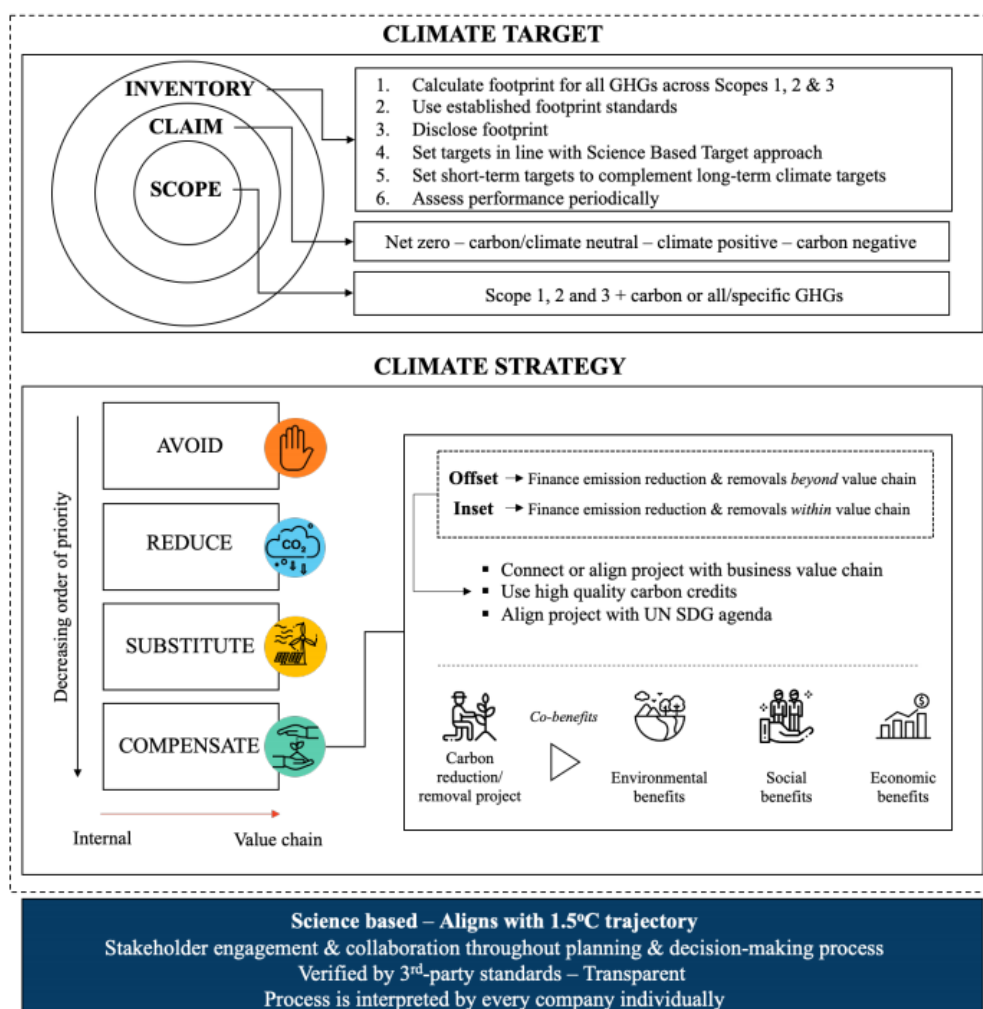 CLIMATE TARGET
INVENTORY
CLAIM
SCOPE
1. Calculate footprint for all GHGs across Scopes 1, 2 & 3
2. Use established footprint standards
3. Disclose footprint
4. Set targets in line with Science Based Target approach
5. Set short-term targets to complement long-term climate targets
6. Assess performance periodically
Net zero – carbon/climate neutral – climate positive – carbon negative
Scope 1, 2 and 3 + carbon or all/specific GHGs
CLIMATE STRATEGY
Decreasing order of priority
AVOID
REDUCE
CO₂
SUBSTITUTE
COMPENSATE
Internal
Value chain
Offset → Finance emission reduction & removals beyond value chain
Inset → Finance emission reduction & removals within value chain
▪ Connect or align project with business value chain
▪ Use high quality carbon credits
▪ Align project with UN SDG agenda
Carbon
reduction/
removal project
Co-benefits
Environmental
benefits
Social
benefits
$
Economic
benefits
Science based – Aligns with 1.5ºC trajectory
Stakeholder engagement & collaboration throughout planning & decision-making process
Verified by 3rd-party standards – Transparent
Process is interpreted by every company individually